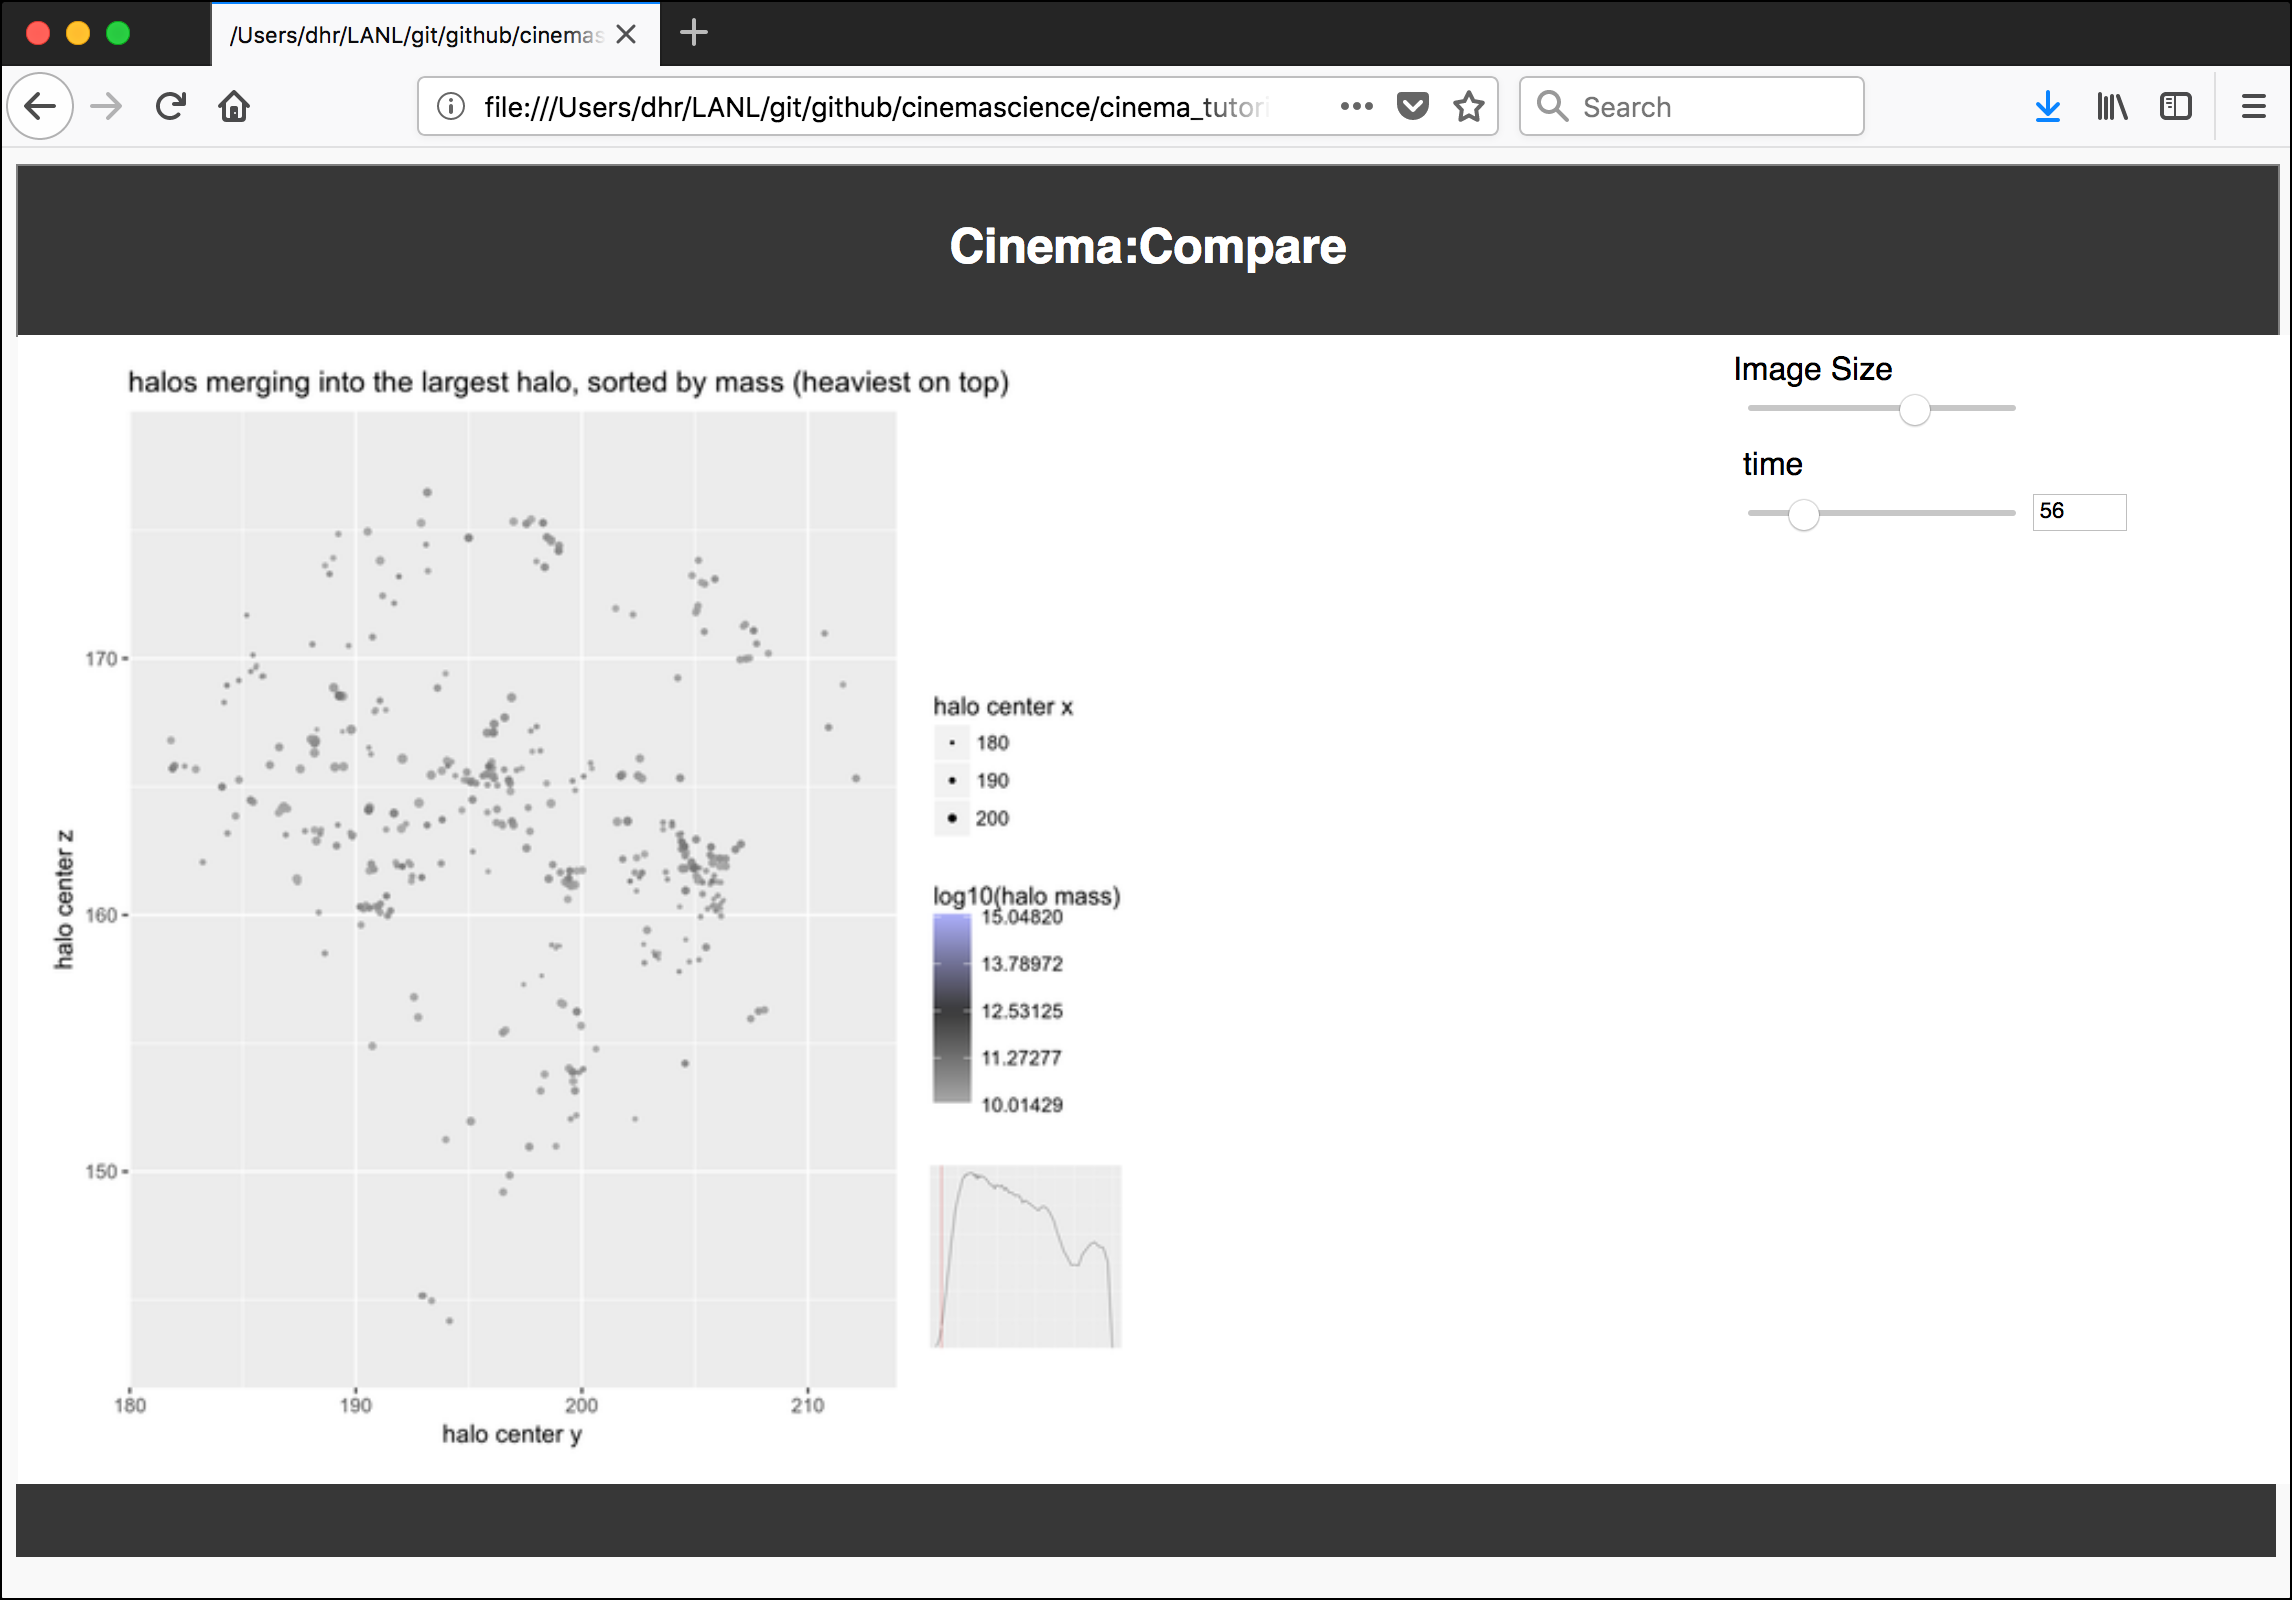 /Users/dhr/LANL/git/github/cinemas
file:///Users/dhr/LANL/git/github/cinemascience/cinema_tutori
Search
Cinema:Compare
halos merging into the largest halo, sorted by mass (heaviest on top)
Image Size
time
56
halo center z
170
160
150
180 190 200 210
halo center y
halo center x
180
190
200
log10(halo mass)
15.04820
13.78972
12.53125
11.27277
10.01429